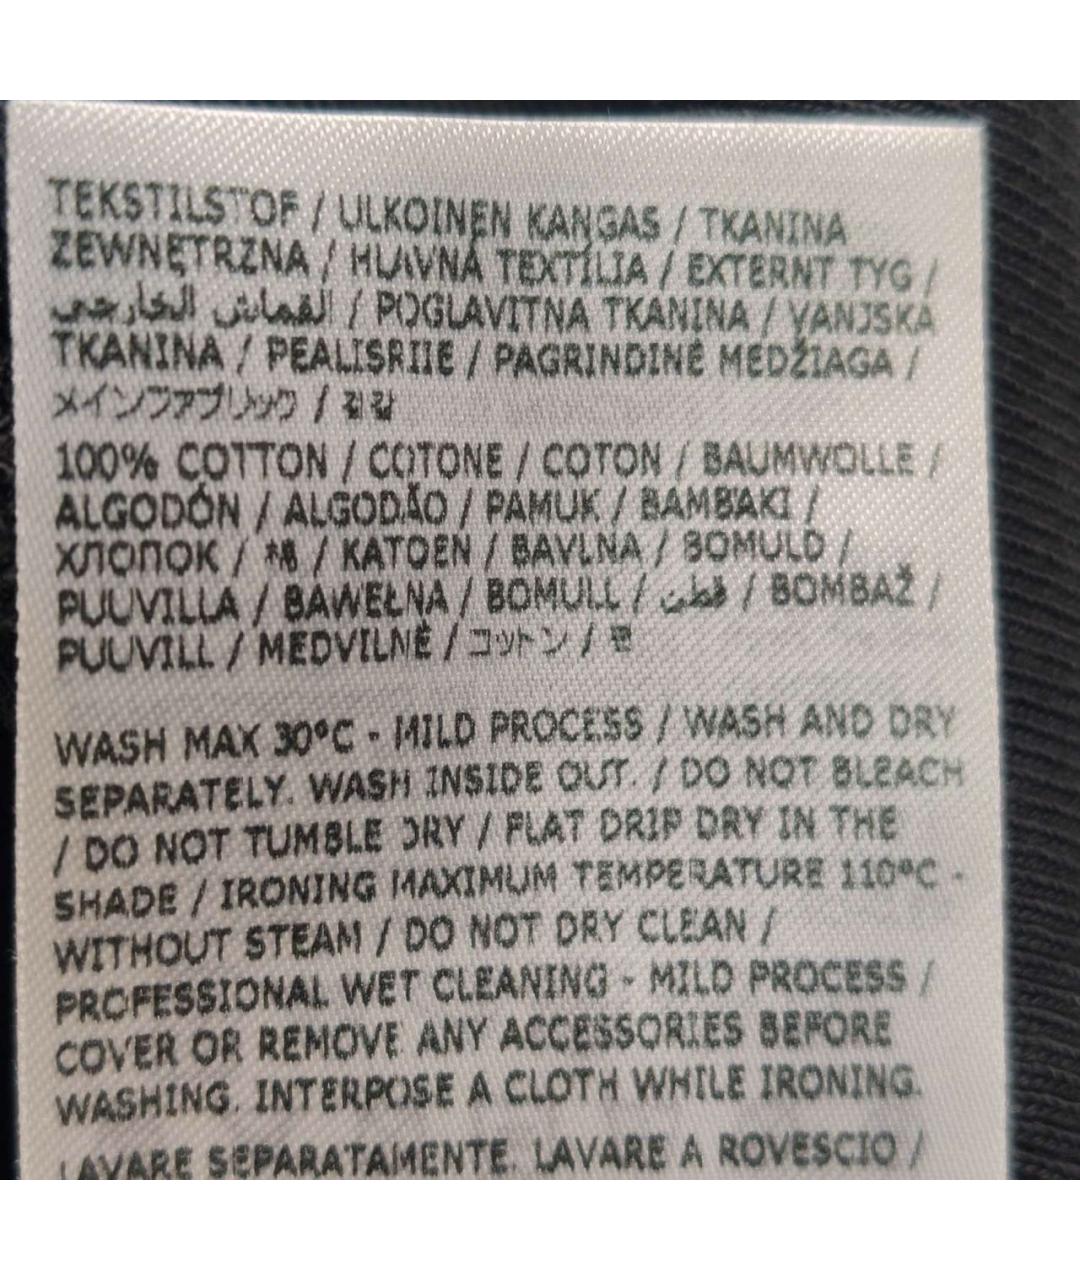 TEKSTILSTOF / ULKOINEN KANGAS / TKANINA
ZEWNĘTRZNA / HLAVNÁ TEXTÍLIA / EXTERNT TYG /
القماش الخارجي / POGLAVITNA TKANINA / VANJSKA
TKANINA / PEALISRIIE / PAGRINDINĖ MEDŽIAGA /
メインファブリック / 겉감
100% COTTON / COTONE / COTON / BAUMWOLLE /
ALGODÓN / ALGODÃO / PAMUK / BAMBAKI /
ХЛОПОК / 棉 / KATOEN / BAVLNA / BOMULD /
PUUVILLA / BAWEŁNA / BOMULL / قطن / BOMBAŽ /
PUUVILL / MEDVILNĖ / コットン / 면
WASH MAX 30°C - MILD PROCESS / WASH AND DRY
SEPARATELY. WASH INSIDE OUT. / DO NOT BLEACH
/ DO NOT TUMBLE DRY / FLAT DRIP DRY IN THE
SHADE / IRONING MAXIMUM TEMPERATURE 110°C -
WITHOUT STEAM / DO NOT DRY CLEAN /
PROFESSIONAL WET CLEANING - MILD PROCESS /
COVER OR REMOVE ANY ACCESSORIES BEFORE
WASHING. INTERPOSE A CLOTH WHILE IRONING.
LAVARE SEPARATAMENTE. LAVARE A ROVESCIO /